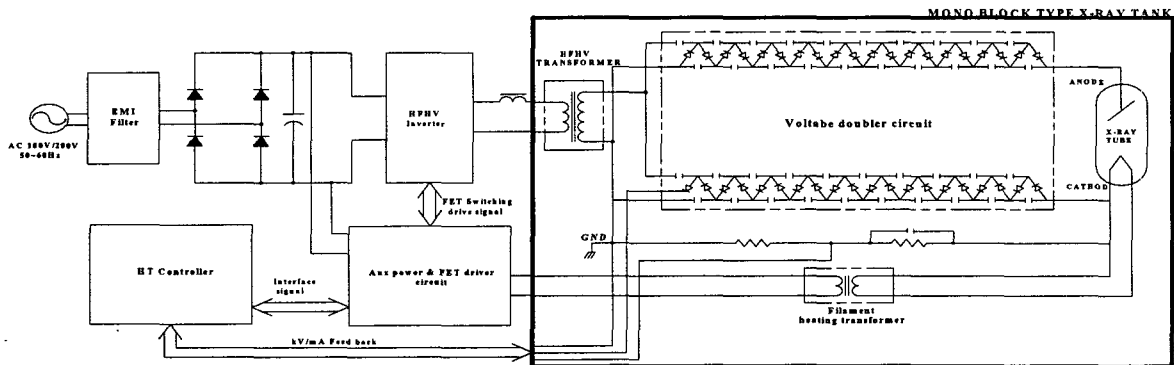 MONO BLOCK TYPE X-RAY TANK
HFHV
TRANSFORMER
EMI
Filter
HFHV
Inverter
Voltabe doubler circuit
ANODE
X-RAY
TUBE
CATHOD
AC 100V/200V
50~60Hz
FET Switching
drive signal
GND
HT Controller
Interface
signal
Aux power & FET driver
circuit
Filament
heating transformer
kV/mA Feed back